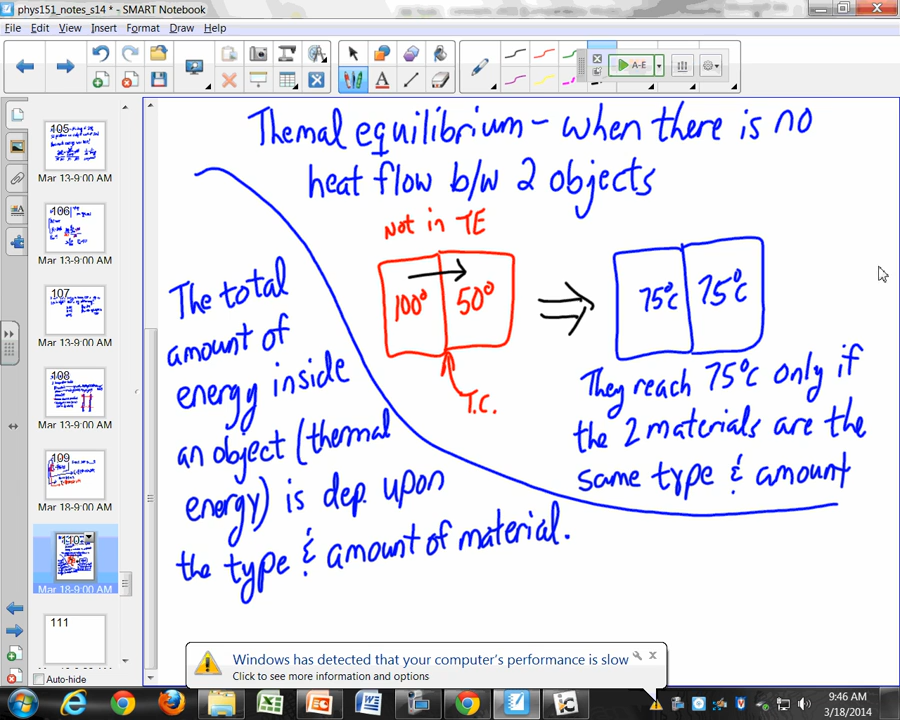 phys151_notes_s14 * - SMART Notebook
File Edit View Insert Format Draw Help
A-E
105
Mar 13-9:00 AM
106
Mar 13-9:00 AM
107
Mar 13-9:00 AM
108
Mar 13-9:00 AM
109
Mar 18-9:00 AM
110
Mar 18-9:00 AM
111
Auto-hide
Themal equilibrium - when there is no
heat flow b/w 2 objects
not in TE
100° 50°
T.C.
75°c 75°c
They reach 75°c only if
the 2 materials are the
same type & amount
The total
amount of
energy inside
an object (thermal
energy) is dep. upon
the type & amount of material.
Windows has detected that your computer's performance is slow
Click to see more information and options
9:46 AM
3/18/2014